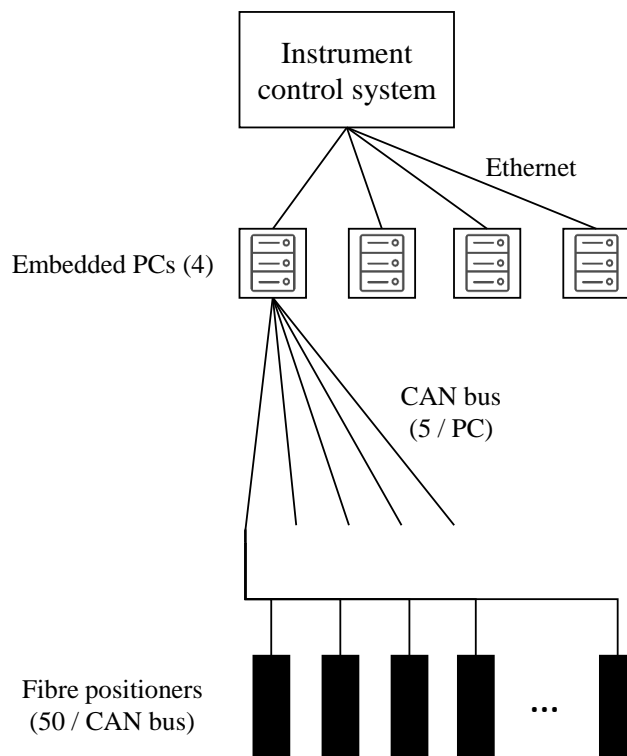 Instrument
control system
Ethernet
Embedded PCs (4)
CAN bus
(5 / PC)
Fibre positioners
(50 / CAN bus)
...